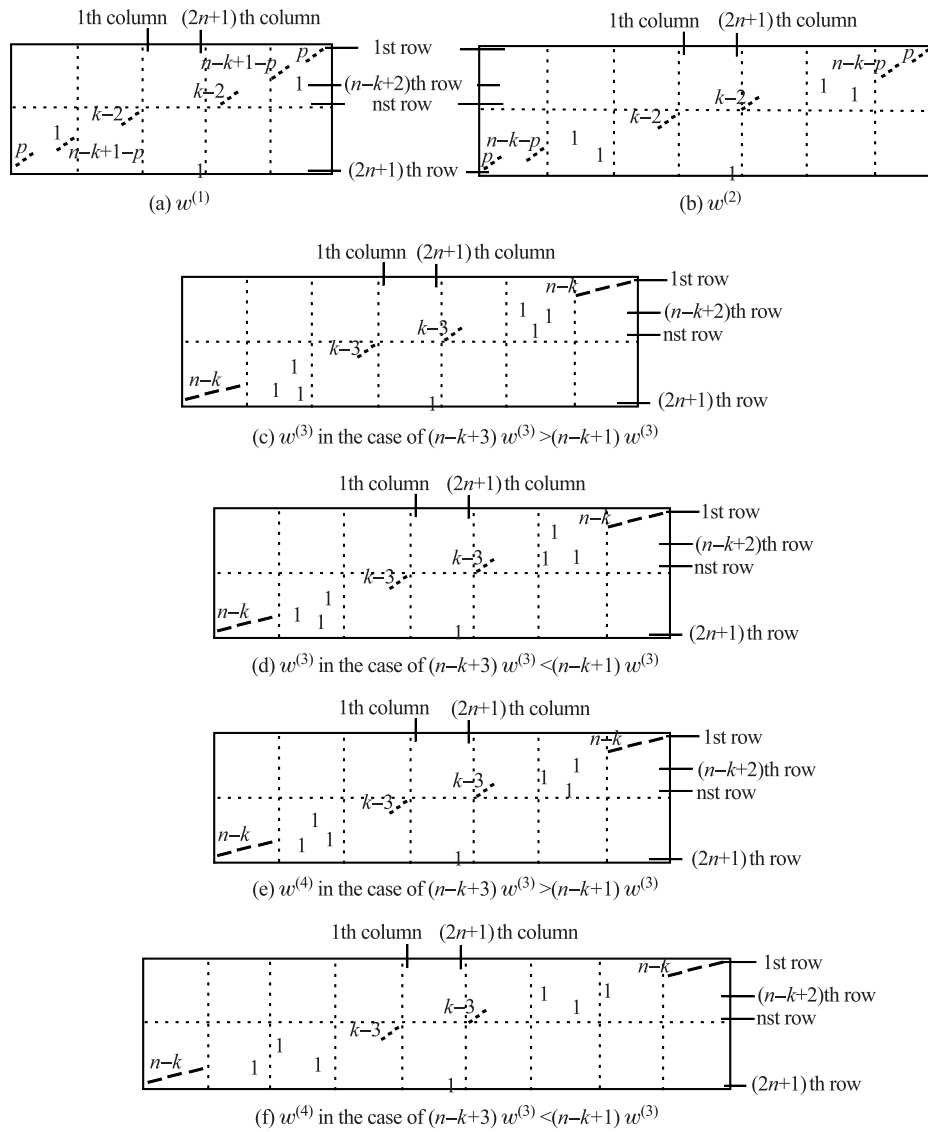 1th column (2n+1)th column
1th column (2n+1)th column
p
n–k+1–p
1
k–2
k–2
1
p
n–k+1–p
1
1st row
(n–k+2)th row
nst row
(2n+1) th row
p
n–k–p
1
1
k–2
k–2
1
1
n–k–p
p
1
(a) w(1)
(b) w(2)
1th column (2n+1)th column
n–k
1st row
1
1
(n–k+2)th row
k–3
1
nst row
k–3
1
n–k
1
1
1
(2n+1) th row
(c) w(3) in the case of (n–k+3) w(3) >(n–k+1) w(3)
1th column (2n+1)th column
n–k
1st row
1
(n–k+2)th row
k–3
1
1
nst row
k–3
n–k
1
1
1
1
(2n+1) th row
(d) w(3) in the case of (n–k+3) w(3) <(n–k+1) w(3)
1th column (2n+1)th column
n–k
1st row
1
(n–k+2)th row
k–3
1
1
nst row
k–3
1
n–k
1
1
1
(2n+1) th row
(e) w(4) in the case of (n–k+3) w(3) >(n–k+1) w(3)
1th column (2n+1)th column
n–k
1st row
1
1
(n–k+2)th row
k–3
1
nst row
k–3
1
n–k
1
1
1
(2n+1) th row
(f) w(4) in the case of (n–k+3) w(3) <(n–k+1) w(3)